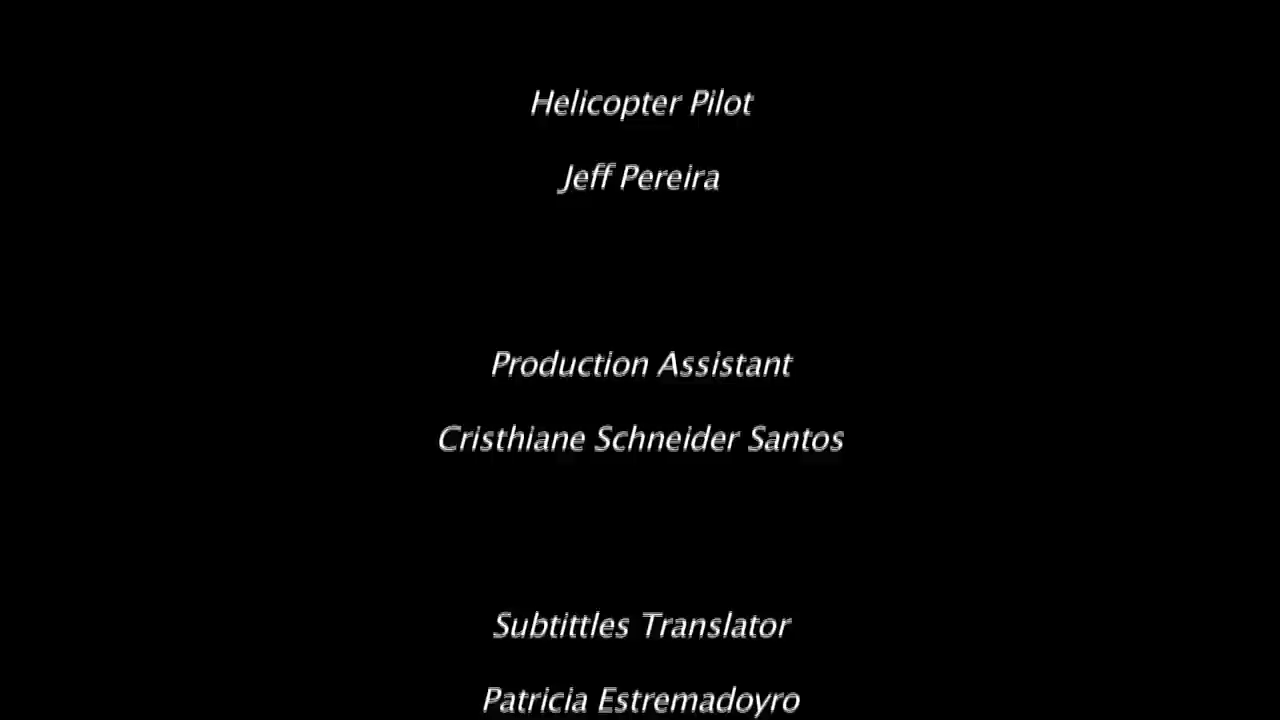 Helicopter Pilot
Jeff Pereira
Production Assistant
Cristhiane Schneider Santos
Subtittles Translator
Patricia Estremadoyro